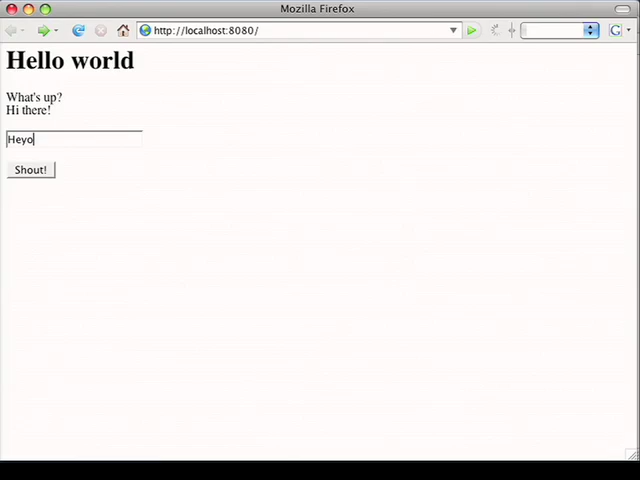 Mozilla Firefox
http://localhost:8080/
G
Hello world
What's up?
Hi there!
Heyo
Shout!